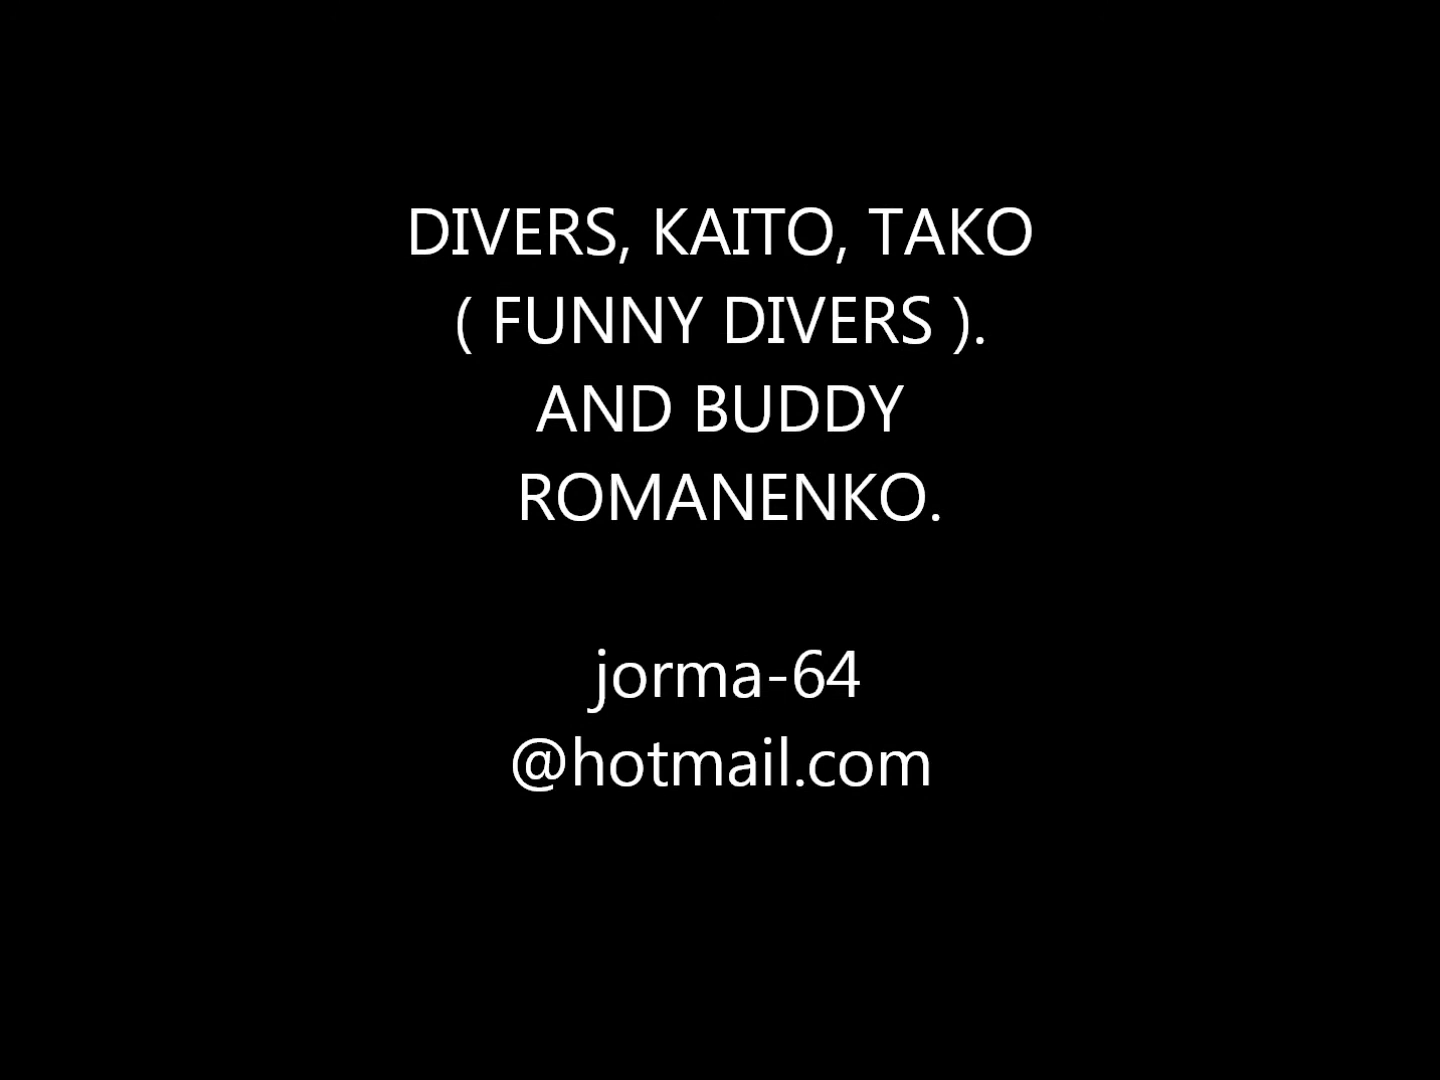 DIVERS, KAITO, TAKO
( FUNNY DIVERS ).
AND BUDDY
ROMANENKO.
jorma-64
@hotmail.com